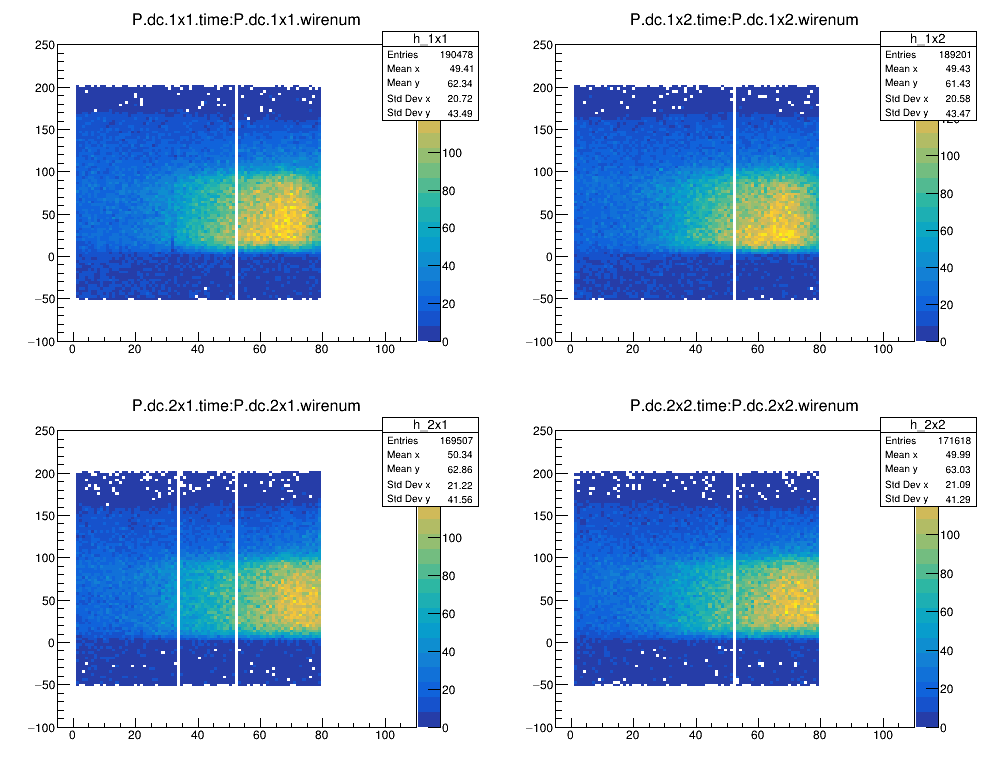 P.dc.1x1.time:P.dc.1x1.wirenum
h_1x1
Entries 190478
Mean x 49.41
Mean y 62.34
Std Dev x 20.72
Std Dev y 43.49
250
200
150
100
50
0
−50
−100
0 20 40 60 80 100
100
80
60
40
20
0
P.dc.1x2.time:P.dc.1x2.wirenum
h_1x2
Entries 189201
Mean x 49.43
Mean y 61.43
Std Dev x 20.58
Std Dev y 43.47
250
200
150
100
50
0
−50
−100
0 20 40 60 80 100
120
100
80
60
40
20
0
P.dc.2x1.time:P.dc.2x1.wirenum
h_2x1
Entries 169507
Mean x 50.34
Mean y 62.86
Std Dev x 21.22
Std Dev y 41.56
250
200
150
100
50
0
−50
−100
0 20 40 60 80 100
100
80
60
40
20
0
P.dc.2x2.time:P.dc.2x2.wirenum
h_2x2
Entries 171618
Mean x 49.99
Mean y 63.03
Std Dev x 21.09
Std Dev y 41.29
250
200
150
100
50
0
−50
−100
0 20 40 60 80 100
100
80
60
40
20
0